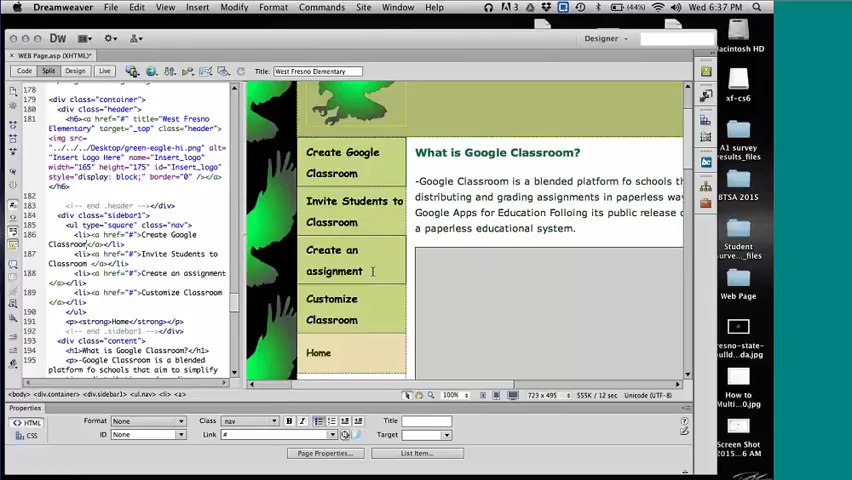 Dreamweaver File Edit View Insert Modify Format Commands Site Window Help
(44%) Wed 6:37 PM
Dw Designer
WEB Page.asp (XHTML)*
Code Split Design Live Title: West Fresno Elementary
178
179 <div class="container">
180 <div class="header">
181 <h6><a href="#" title="West Fresno
Elementary" target="_top" class="header">
<img src=
"../../../Desktop/green-eagle-hi.png" alt=
"Insert Logo Here" name="Insert_logo"
width="165" height="175" id="Insert_logo"
style="display: block;" border="0" /></a>
</h6>
182
183 <!-- end .header --></div>
184 <div class="sidebar1">
185 <ul type="square" class="nav">
186 <li><a href="#">Create Google
Classroom</a></li>
187 <li><a href="#">Invite Students to
Classroom </a></li>
188 <li><a href="#">Create an assignment
</a></li>
189 <li><a href="#">Customize Classroom
</a></li>
190 </ul>
191 <p><strong>Home</strong></p>
192 <!-- end .sidebar1 --></div>
193 <div class="content">
194 <h1>What is Google Classroom?</h1>
195 <p>-Google Classroom is a blended
platform fo schools that aim to simplify
Create Google
Classroom
Invite Students to
Classroom
Create an
assignment
Customize
Classroom
Home
What is Google Classroom?
-Google Classroom is a blended platform fo schools th
distributing and grading assignments in paperless way
Google Apps for Education Folloing its public release o
a paperless educational system.
<body> <div.container> <div.sidebar1> <ul.nav> <li> <a>
100% 723 x 495 555K / 12 sec Unicode (UTF-8)
Properties
HTML Format None Class nav B I Title
CSS ID None Link # Target
Page Properties... List Item...
Macintosh HD
xf-cs6
A1 survey
results_files
BTSA 2015
Student
surve..._files
Web Page
How to
Screen Shot
2015...6 AM